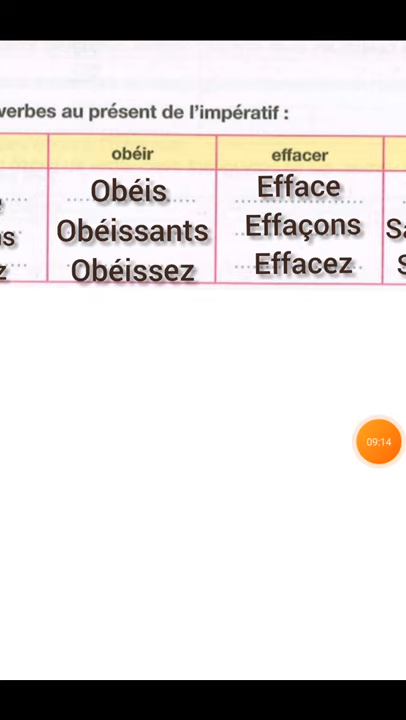 verbes au présent de l'impératif :
obéir effacer
Obéis Efface
Obéissants Effaçons
Obéissez Effacez
09:14